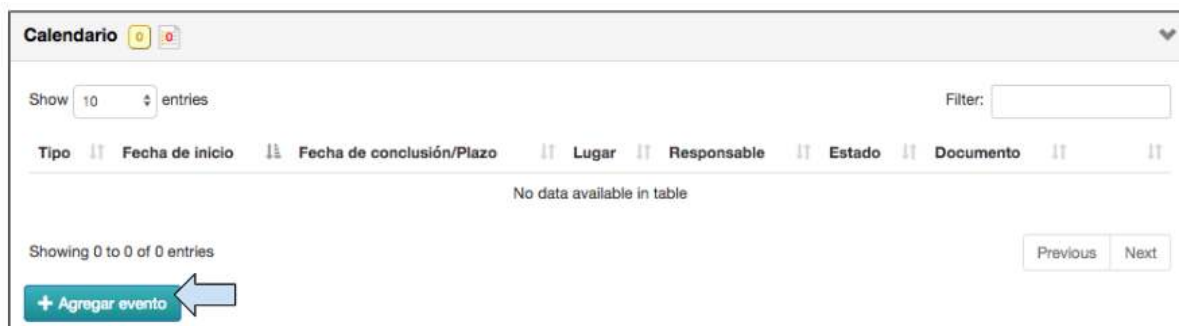 Calendario 0 0
Show 10 entries Filter:
Tipo Fecha de inicio Fecha de conclusión/Plazo Lugar Responsable Estado Documento
No data available in table
Showing 0 to 0 of 0 entries Previous Next
+ Agregar evento